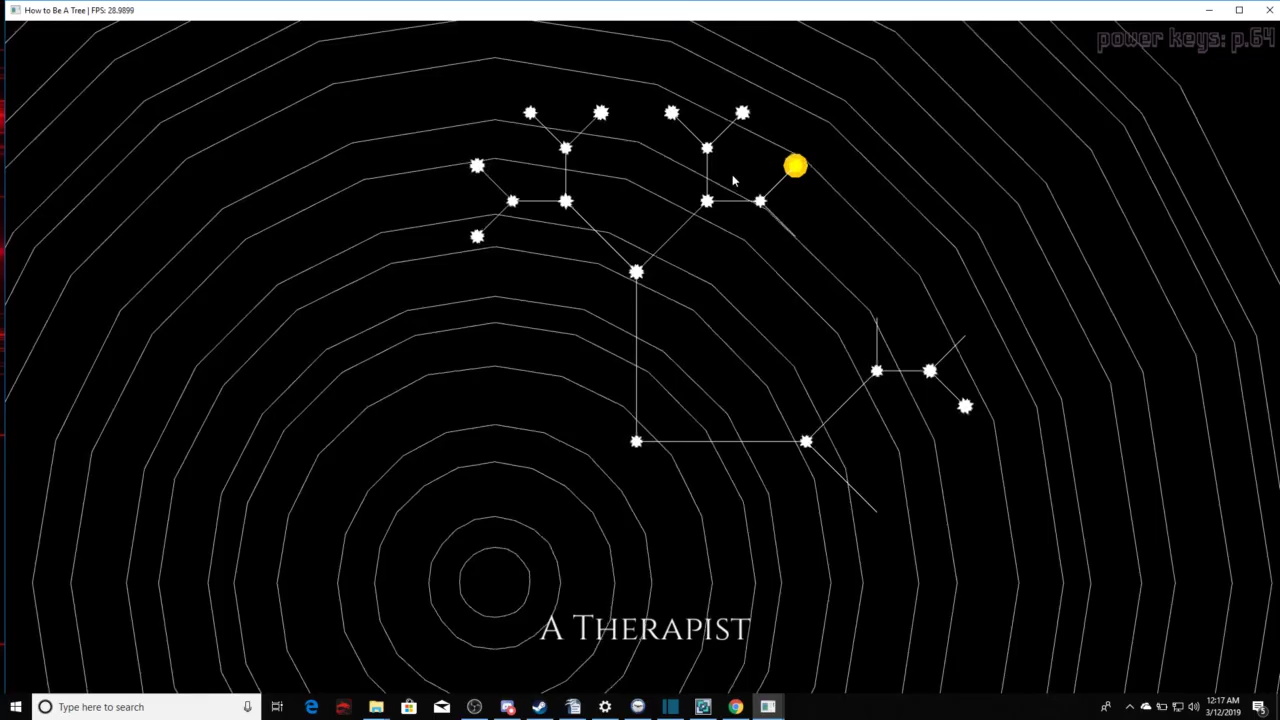 How to Be A Tree | FPS: 28.9899
power keys: p.64
A Therapist
Type here to search
12:17 AM
3/12/2019
5